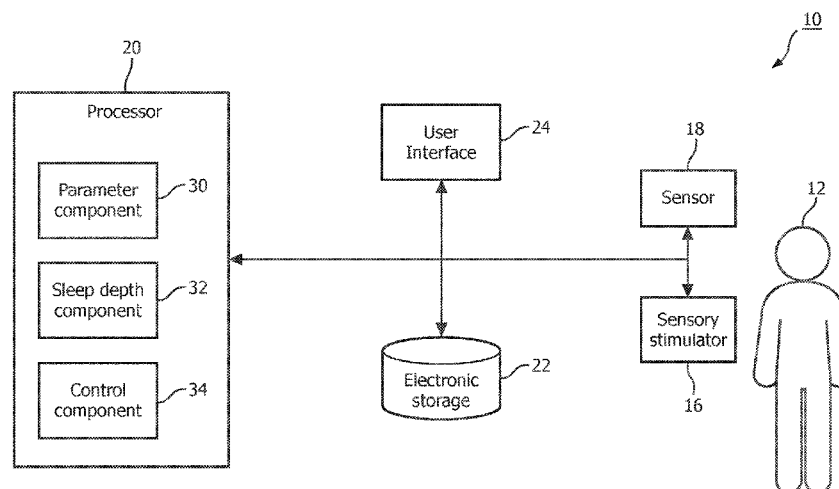 10
20
Processor
User
Interface
24
18
Sensor
12
Parameter
component
30
Sleep depth
component
32
Sensory
stimulator
16
Control
component
34
Electronic
storage
22